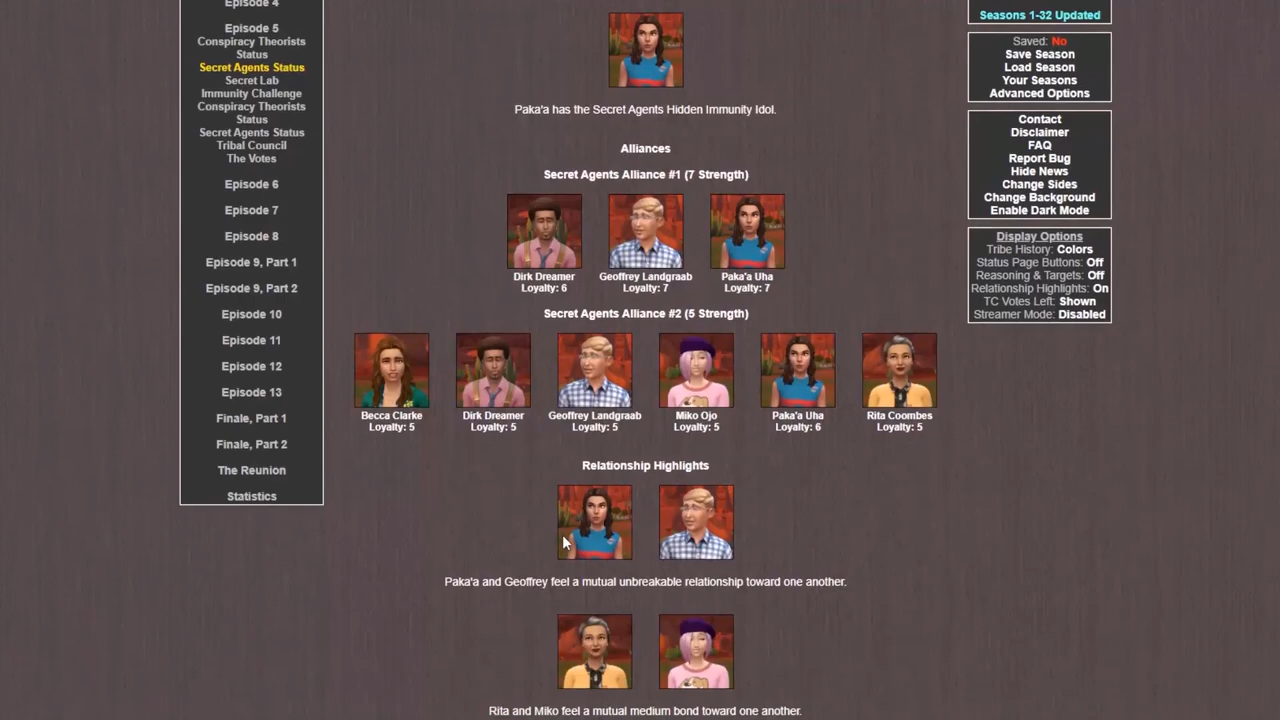 Episode 4
Episode 5
Conspiracy Theorists
Status
Secret Agents Status
Secret Lab
Immunity Challenge
Conspiracy Theorists
Status
Secret Agents Status
Tribal Council
The Votes
Episode 6
Episode 7
Episode 8
Episode 9, Part 1
Episode 9, Part 2
Episode 10
Episode 11
Episode 12
Episode 13
Finale, Part 1
Finale, Part 2
The Reunion
Statistics
Paka'a has the Secret Agents Hidden Immunity Idol.
Alliances
Secret Agents Alliance #1 (7 Strength)
Dirk Dreamer Geoffrey Landgraab Paka'a Uha
Loyalty: 6 Loyalty: 7 Loyalty: 7
Secret Agents Alliance #2 (5 Strength)
Becca Clarke Dirk Dreamer Geoffrey Landgraab Miko Ojo Paka'a Uha Rita Coombes
Loyalty: 5 Loyalty: 5 Loyalty: 5 Loyalty: 5 Loyalty: 6 Loyalty: 5
Relationship Highlights
Paka'a and Geoffrey feel a mutual unbreakable relationship toward one another.
Rita and Miko feel a mutual medium bond toward one another.
Seasons 1-32 Updated
Saved: No
Save Season
Load Season
Your Seasons
Advanced Options
Contact
Disclaimer
FAQ
Report Bug
Hide News
Change Sides
Change Background
Enable Dark Mode
Display Options
Tribe History: Colors
Status Page Buttons: Off
Reasoning & Targets: Off
Relationship Highlights: On
TC Votes Left: Shown
Streamer Mode: Disabled